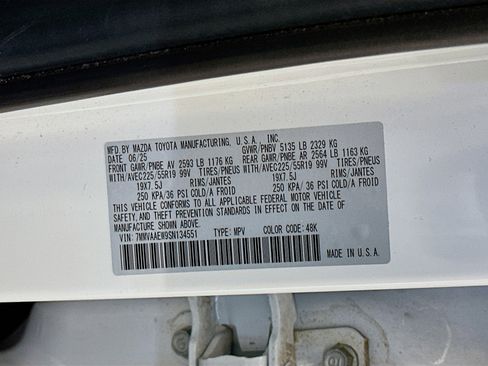 MFD. BY MAZDA TOYOTA MANUFACTURING, U.S.A., INC.
DATE 06/25 GVWR/PNBV 5135 LB 2329 KG
FRONT GAWR/PNBE AV 2593 LB 1176 KG REAR GAWR/PNBE AR 2564 LB 1163 KG
WITH/AVEC225/55R19 99V TIRES/PNEUS WITH/AVEC225/55R19 99V TIRES/PNEUS
19X7.5J RIMS/JANTES 19X7.5J RIMS/JANTES
250 KPA/ 36 PSI COLD/A FROID 250 KPA/ 36 PSI COLD/A FROID
THIS VEHICLE CONFORMS TO ALL APPLICABLE FEDERAL MOTOR VEHICLE
SAFETY, AND THEFT PREVENTION STANDARDS IN EFFECT ON THE DATE OF
MANUFACTURE SHOWN ABOVE.
VIN: 7MMVAAEW9SN134551 TYPE: MPV COLOR: 48K
MADE IN U.S.A.